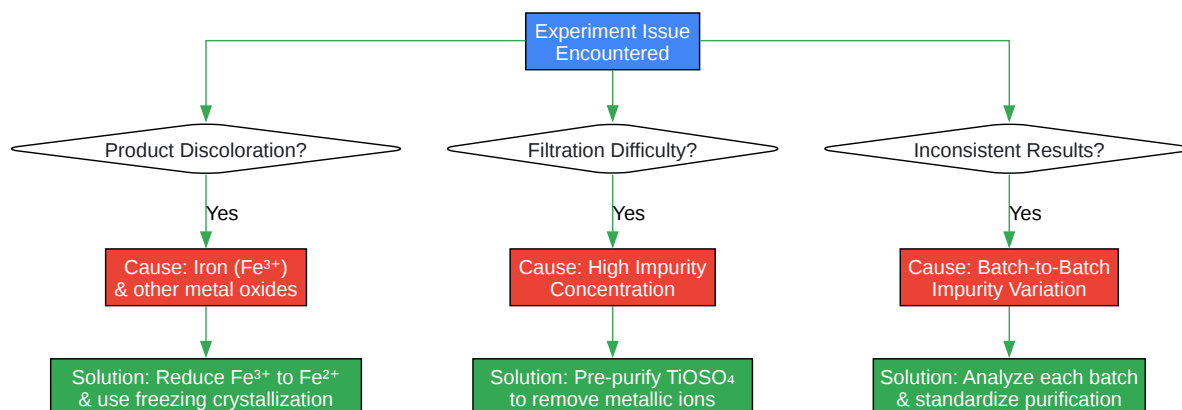 Experiment Issue
Encountered
Product Discoloration?
Filtration Difficulty?
Inconsistent Results?
Yes
Yes
Yes
Cause: Iron (Fe³⁺)
& other metal oxides
Cause: High Impurity
Concentration
Cause: Batch-to-Batch
Impurity Variation
Solution: Reduce Fe³⁺ to Fe²⁺
& use freezing crystallization
Solution: Pre-purify TiOSO₄
to remove metallic ions
Solution: Analyze each batch
& standardize purification